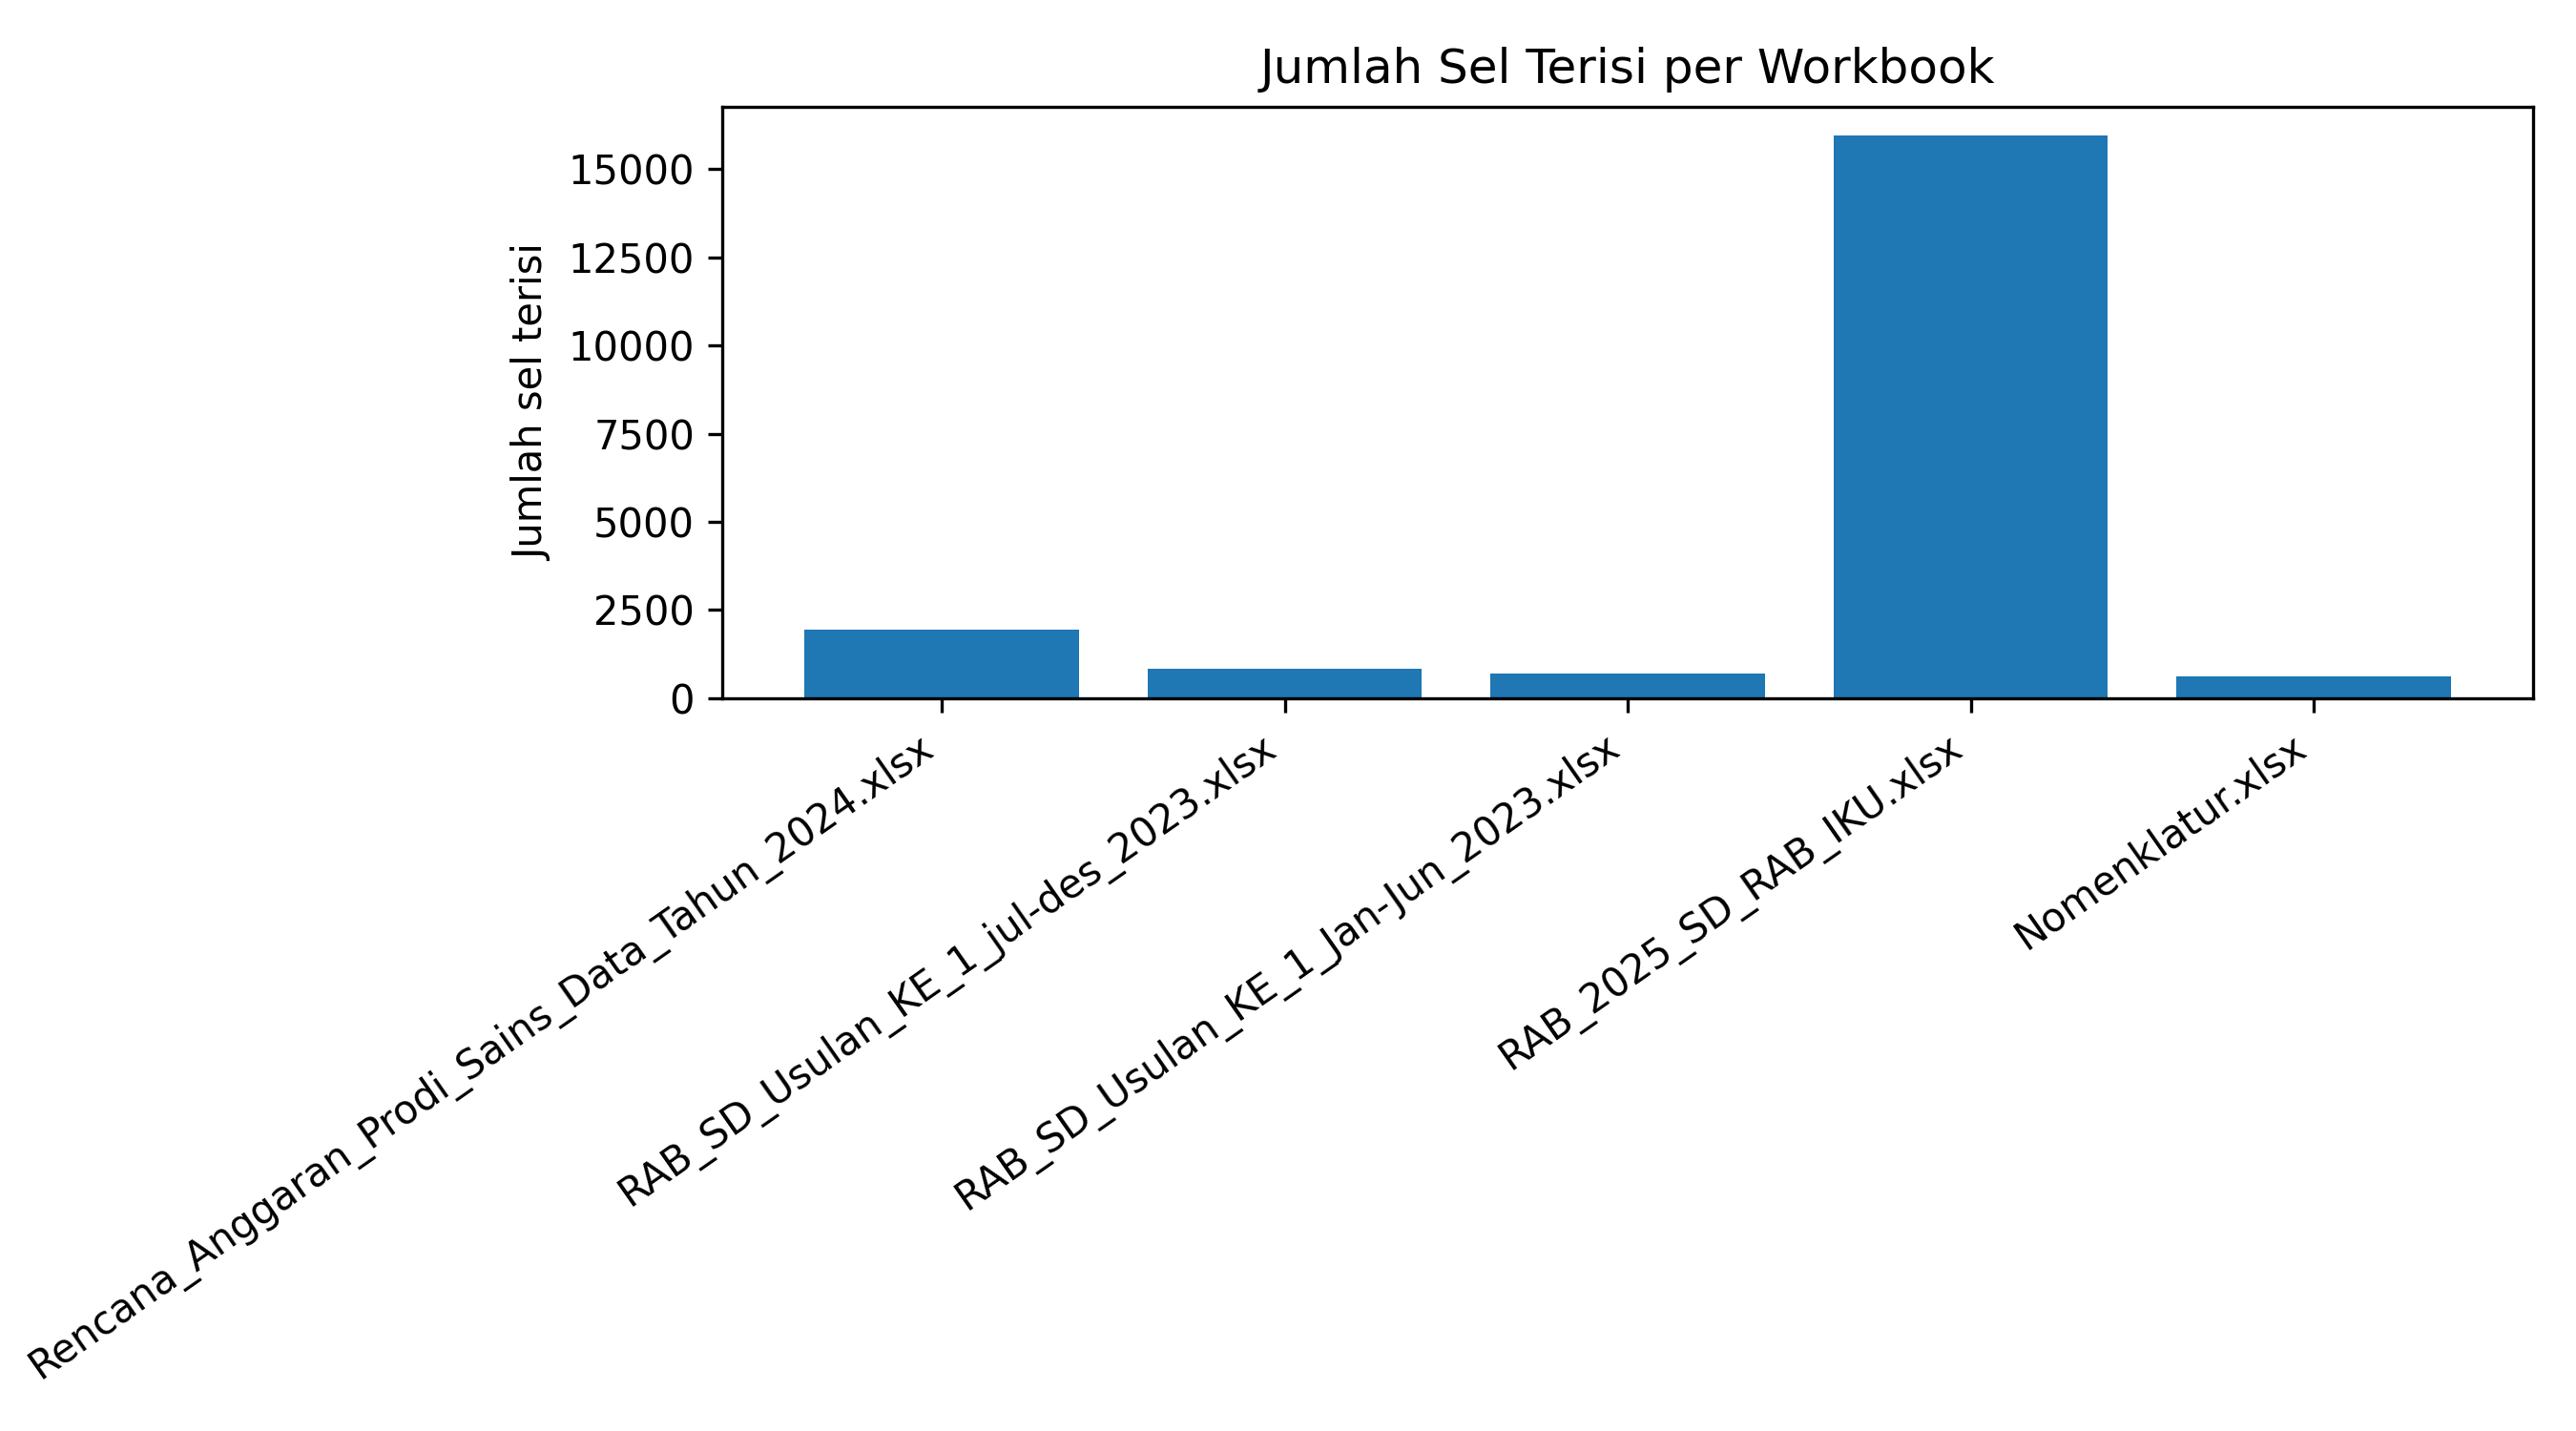 Jumlah Sel Terisi per Workbook
Jumlah sel terisi
15000
12500
10000
7500
5000
2500
0
Rencana_Anggaran_Prodi_Sains_Data_Tahun_2024.xlsx
RAB_SD_Usulan_KE_1_jul-des_2023.xlsx
RAB_SD_Usulan_KE_1_Jan-Jun_2023.xlsx
RAB_2025_SD_RAB_IKU.xlsx
Nomenklatur.xlsx